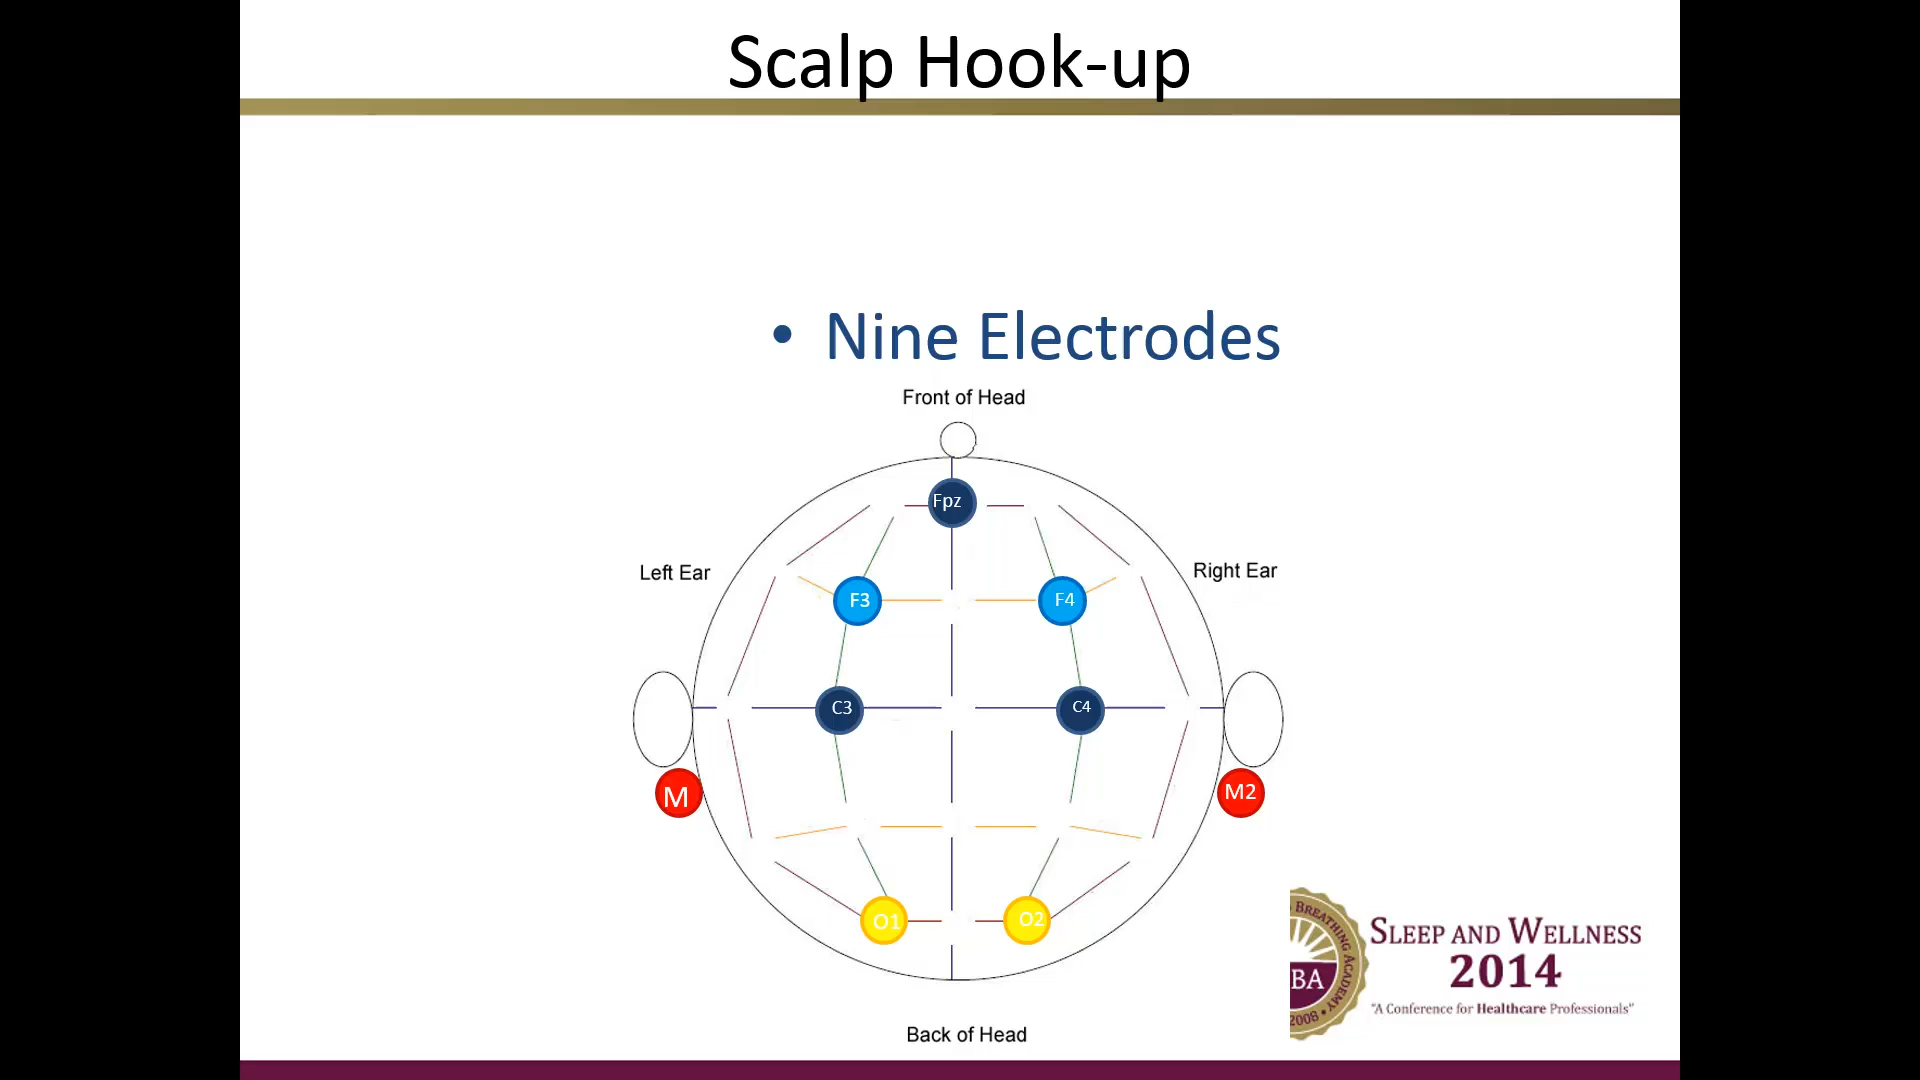 Scalp Hook-up
• Nine Electrodes
Front of Head
Fpz
Left Ear
Right Ear
F3
F4
C3
C4
M
M2
O1
O2
Back of Head
BREATHING ACADEMY
BA
2008
SLEEP AND WELLNESS
2014
"A Conference for Healthcare Professionals"